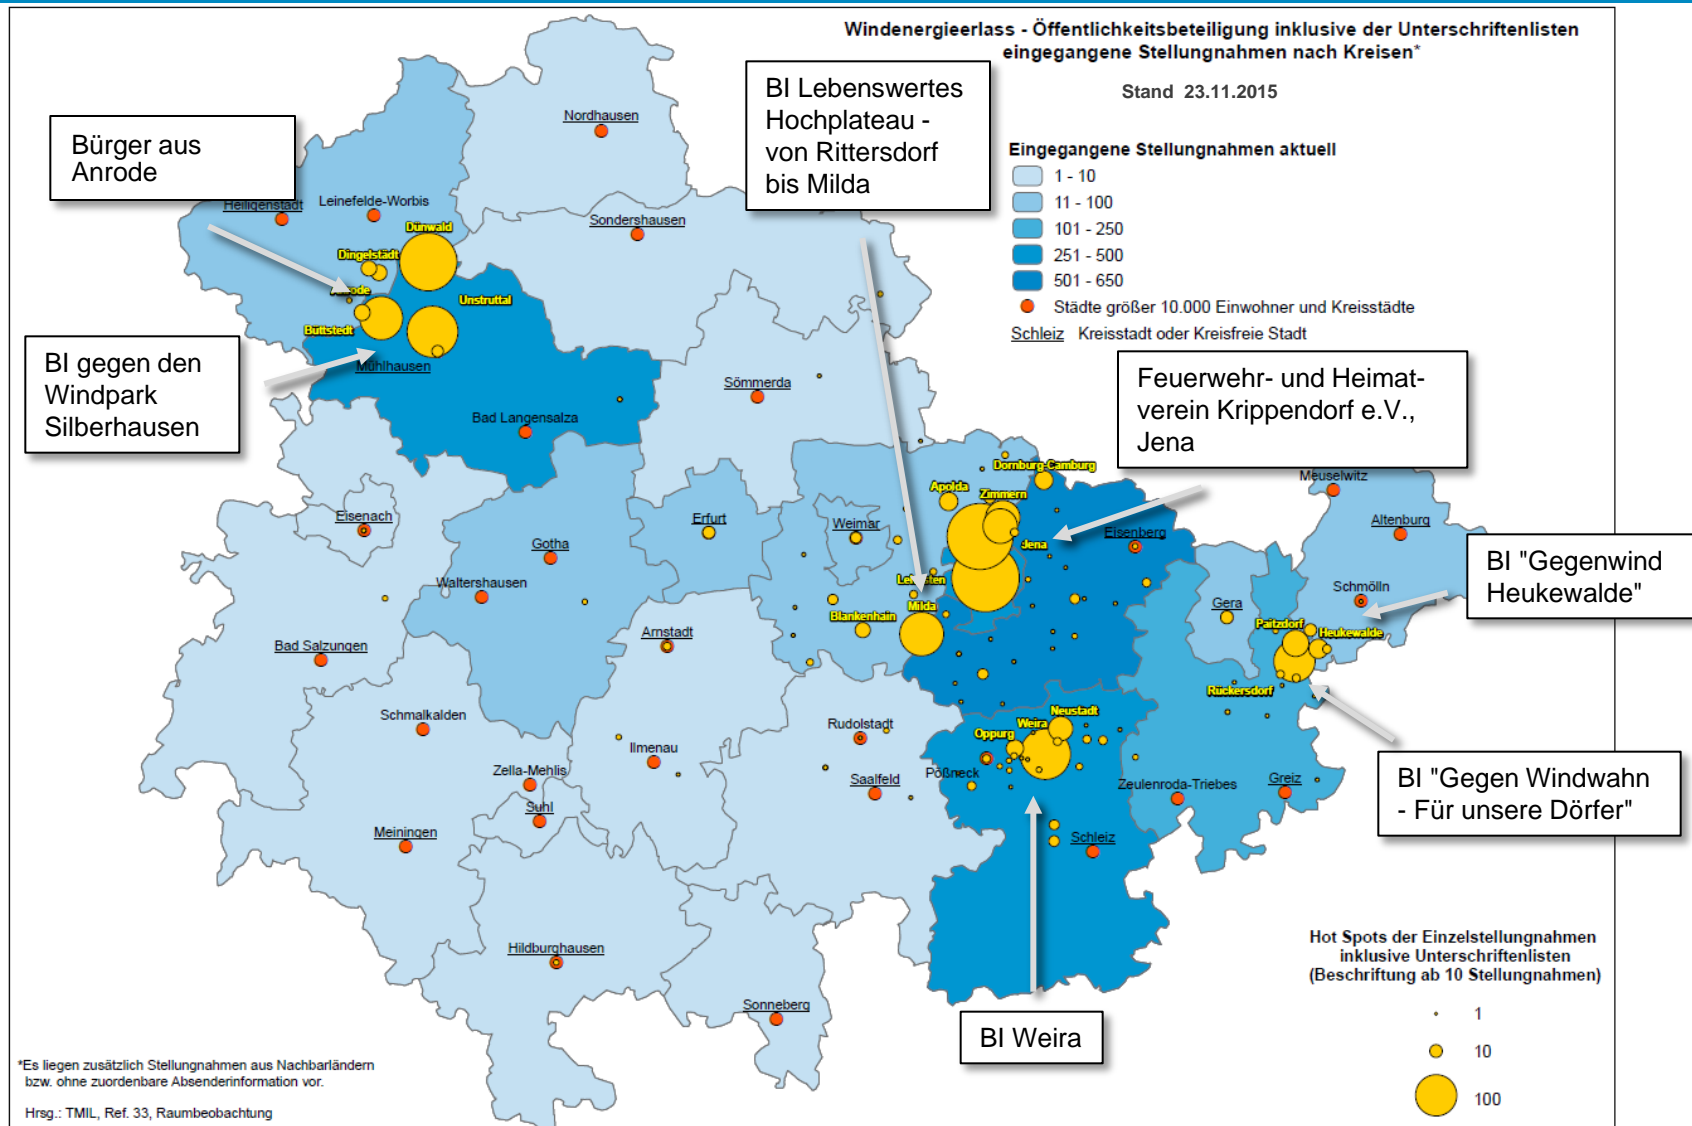 Windenergieerlass - Öffentlichkeitsbeteiligung inklusive der Unterschriftenlisten
eingegangene Stellungnahmen nach Kreisen*
Stand 23.11.2015
Eingegangene Stellungnahmen aktuell
1 - 10
11 - 100
101 - 250
251 - 500
501 - 650
Städte größer 10.000 Einwohner und Kreisstädte
Schleiz Kreisstadt oder Kreisfreie Stadt
BI Lebenswertes
Hochplateau -
von Rittersdorf
bis Milda
Bürger aus
Anrode
BI gegen den
Windpark
Silberhausen
Feuerwehr- und Heimat-
verein Krippendorf e.V.,
Jena
BI "Gegenwind
Heukewalde"
BI "Gegen Windwahn
- Für unsere Dörfer"
BI Weira
Nordhausen
Heiligenstadt
Leinefelde-Worbis
Dünwald
Sondershausen
Dingelstädt
Anrode
Unstruttal
Büttstedt
Mühlhausen
Sömmerda
Bad Langensalza
Dornburg-Camburg
Meuselwitz
Apolda
Zimmern
Altenburg
Eisenach
Erfurt
Weimar
Jena
Eisenberg
Gotha
Waltershausen
Schmölln
Gera
Milda
Blankenhain
Paitzdorf
Heukewalde
Arnstadt
Bad Salzungen
Rückersdorf
Schmalkalden
Rudolstadt
Neustadt
Weira
Oppurg
Ilmenau
Zella-Mehlis
Saalfeld
Pößneck
Zeulenroda-Triebes
Greiz
Suhl
Meiningen
Schleiz
Hildburghausen
Sonneberg
Hot Spots der Einzelstellungnahmen
inklusive Unterschriftenlisten
(Beschriftung ab 10 Stellungnahmen)
1
10
100
*Es liegen zusätzlich Stellungnahmen aus Nachbarländern
bzw. ohne zuordenbare Absenderinformation vor.
Hrsg.: TMIL, Ref. 33, Raumbeobachtung